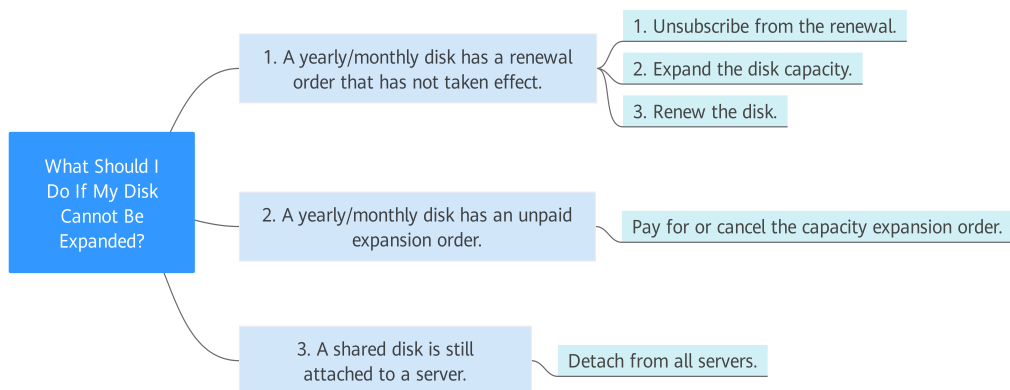 What Should I
Do If My Disk
Cannot Be
Expanded?
1. A yearly/monthly disk has a renewal
order that has not taken effect.
1. Unsubscribe from the renewal.
2. Expand the disk capacity.
3. Renew the disk.
2. A yearly/monthly disk has an unpaid
expansion order.
Pay for or cancel the capacity expansion order.
3. A shared disk is still
attached to a server.
Detach from all servers.